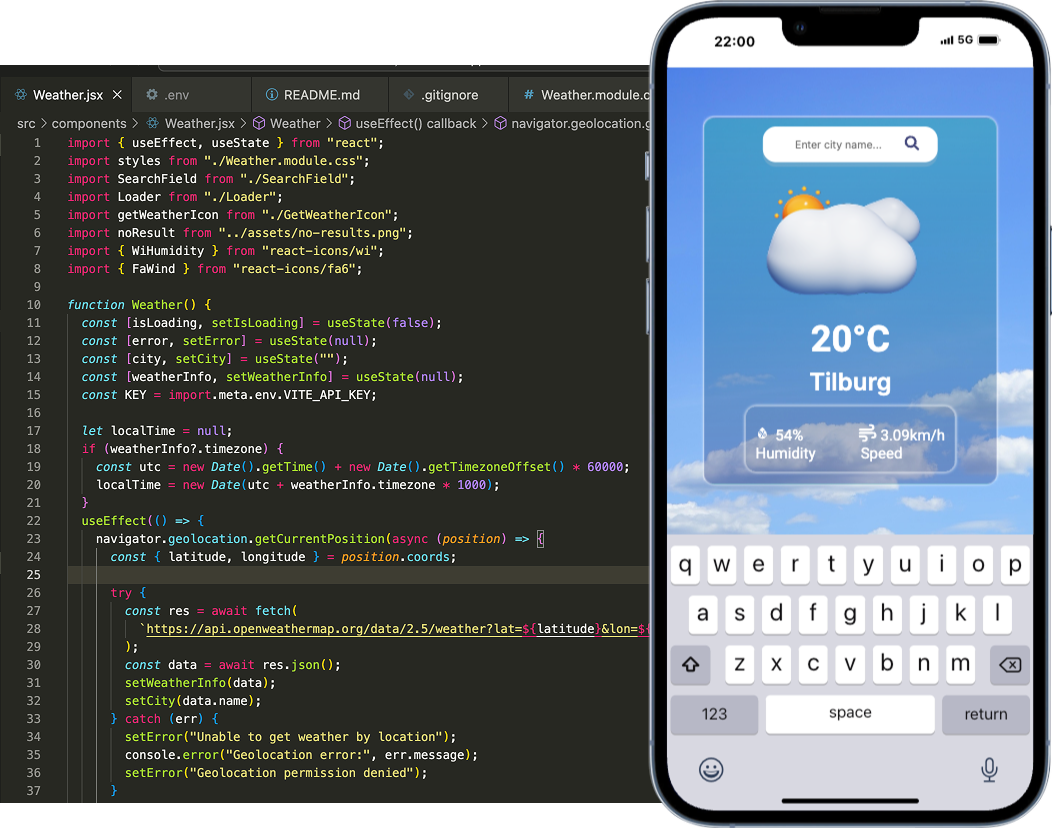 Weather.jsx
.env
README.md
.gitignore
# Weather.module.c
src > components > Weather.jsx > Weather > useEffect() callback > navigator.geolocation.g
1 import { useEffect, useState } from "react";
2 import styles from "./Weather.module.css";
3 import SearchField from "./SearchField";
4 import Loader from "./Loader";
5 import getWeatherIcon from "./GetWeatherIcon";
6 import noResult from "../assets/no-results.png";
7 import { WiHumidity } from "react-icons/wi";
8 import { FaWind } from "react-icons/fa6";
9
10 function Weather() {
11 const [isLoading, setIsLoading] = useState(false);
12 const [error, setError] = useState(null);
13 const [city, setCity] = useState("");
14 const [weatherInfo, setWeatherInfo] = useState(null);
15 const KEY = import.meta.env.VITE_API_KEY;
16
17 let localTime = null;
18 if (weatherInfo?.timezone) {
19 const utc = new Date().getTime() + new Date().getTimezoneOffset() * 60000;
20 localTime = new Date(utc + weatherInfo.timezone * 1000);
21 }
22 useEffect(() => {
23 navigator.geolocation.getCurrentPosition(async (position) => {
24 const { latitude, longitude } = position.coords;
25
26 try {
27 const res = await fetch(
28 `https://api.openweathermap.org/data/2.5/weather?lat=${latitude}&lon=${
29 );
30 const data = await res.json();
31 setWeatherInfo(data);
32 setCity(data.name);
33 } catch (err) {
34 setError("Unable to get weather by location");
35 console.error("Geolocation error:", err.message);
36 setError("Geolocation permission denied");
37 }
22:00
5G
Enter city name...
20°C
Tilburg
54%
Humidity
3.09km/h
Speed
q w e r t y u i o p
a s d f g h j k l
z x c v b n m
123 space return